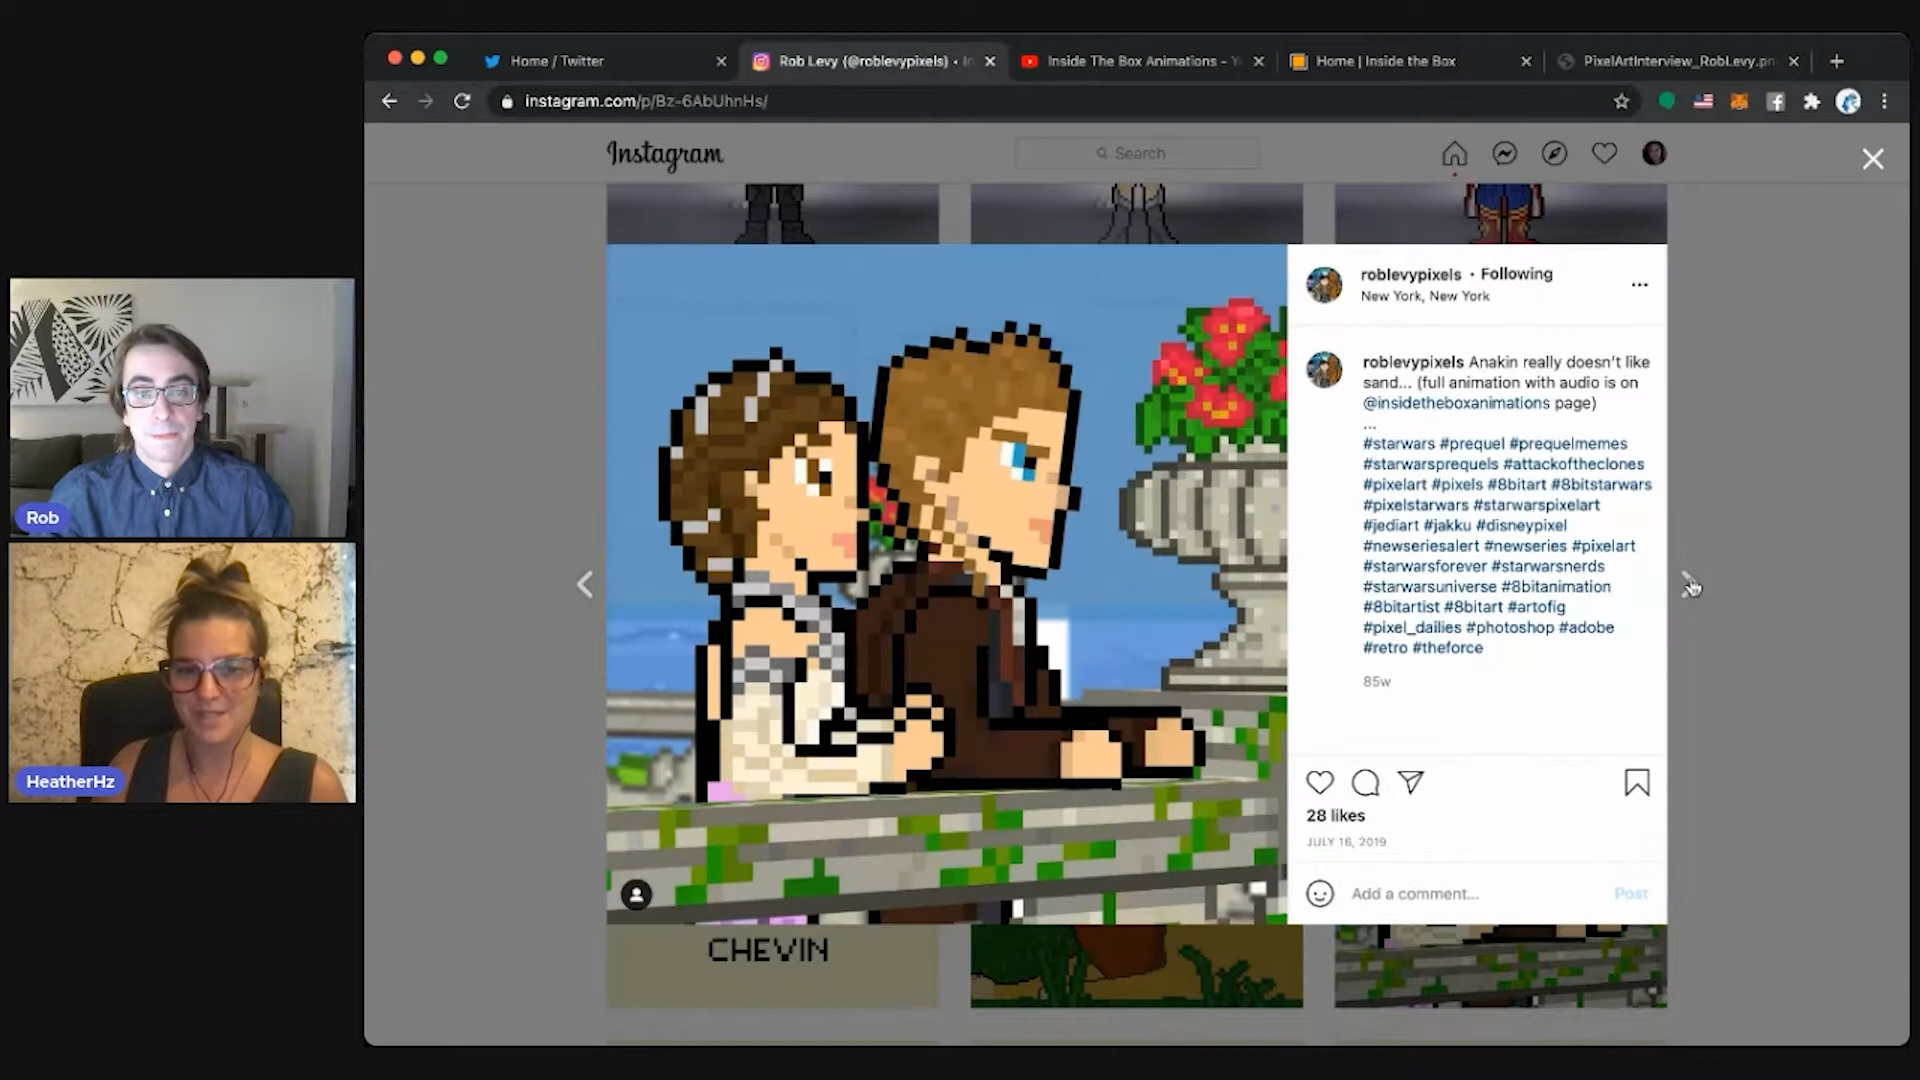 Home / Twitter
Rob Levy (@roblevypixels) • In
Inside The Box Animations - Y
Home | Inside the Box
PixelArtInterview_RobLevy.pn
instagram.com/p/Bz-6AbUhnHs/
Instagram
Search
roblevypixels • Following
New York, New York
roblevypixels Anakin really doesn't like
sand... (full animation with audio is on
@insidetheboxanimations page)
...
#starwars #prequel #prequelmemes
#starwarsprequels #attackoftheclones
#pixelart #pixels #8bitart #8bitstarwars
#pixelstarwars #starwarspixelart
#jediart #jakku #disneypixel
#newseriesalert #newseries #pixelart
#starwarsforever #starwarsnerds
#starwarsuniverse #8bitanimation
#8bitartist #8bitart #artofig
#pixel_dailies #photoshop #adobe
#retro #theforce
85w
28 likes
JULY 16, 2019
Add a comment...
Post
CHEVIN
Rob
HeatherHz